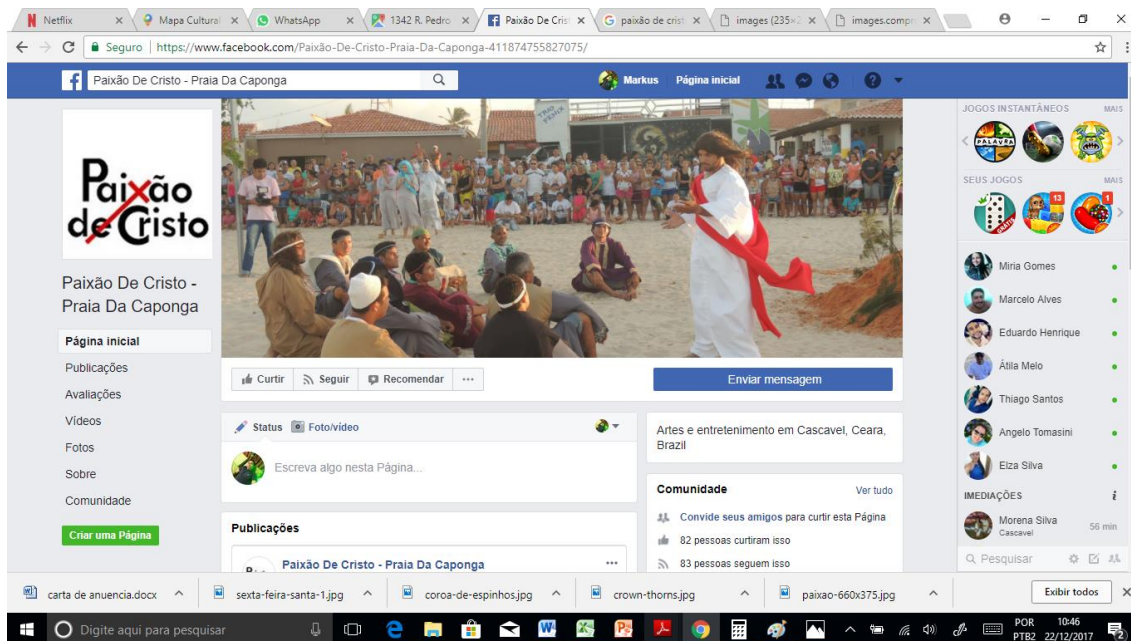 Netflix
Mapa Cultural
WhatsApp
1342 R. Pedro
Paixão De Cris
paixão de crist
images (235×2
images.compr
Seguro | https://www.facebook.com/Paixão-De-Cristo-Praia-Da-Caponga-411874755827075/
Paixão De Cristo - Praia Da Caponga
Markus Página inicial
Paixão
de Cristo
Paixão De Cristo -
Praia Da Caponga
Página inicial
Publicações
Avaliações
Vídeos
Fotos
Sobre
Comunidade
Criar uma Página
TRIO
FENIX
Curtir Seguir Recomendar ...
Enviar mensagem
Status Foto/vídeo
Escreva algo nesta Página...
Publicações
Paixão De Cristo - Praia Da Caponga
Artes e entretenimento em Cascavel, Ceara,
Brazil
Comunidade Ver tudo
Convide seus amigos para curtir esta Página
82 pessoas curtiram isso
83 pessoas seguem isso
JOGOS INSTANTÂNEOS MAIS
PALAVRA
SEUS JOGOS MAIS
GRÁTIS
13
1
Miria Gomes
Marcelo Alves
Eduardo Henrique
Átila Melo
Thiago Santos
Angelo Tomasini
Elza Silva
IMEDIAÇÕES
Morena Silva
Cascavel
56 min
Pesquisar
carta de anuencia.docx
sexta-feira-santa-1.jpg
coroa-de-espinhos.jpg
crown-thorns.jpg
paixao-660x375.jpg
Exibir todos
Digite aqui para pesquisar
POR
PTB2
10:46
22/12/2017